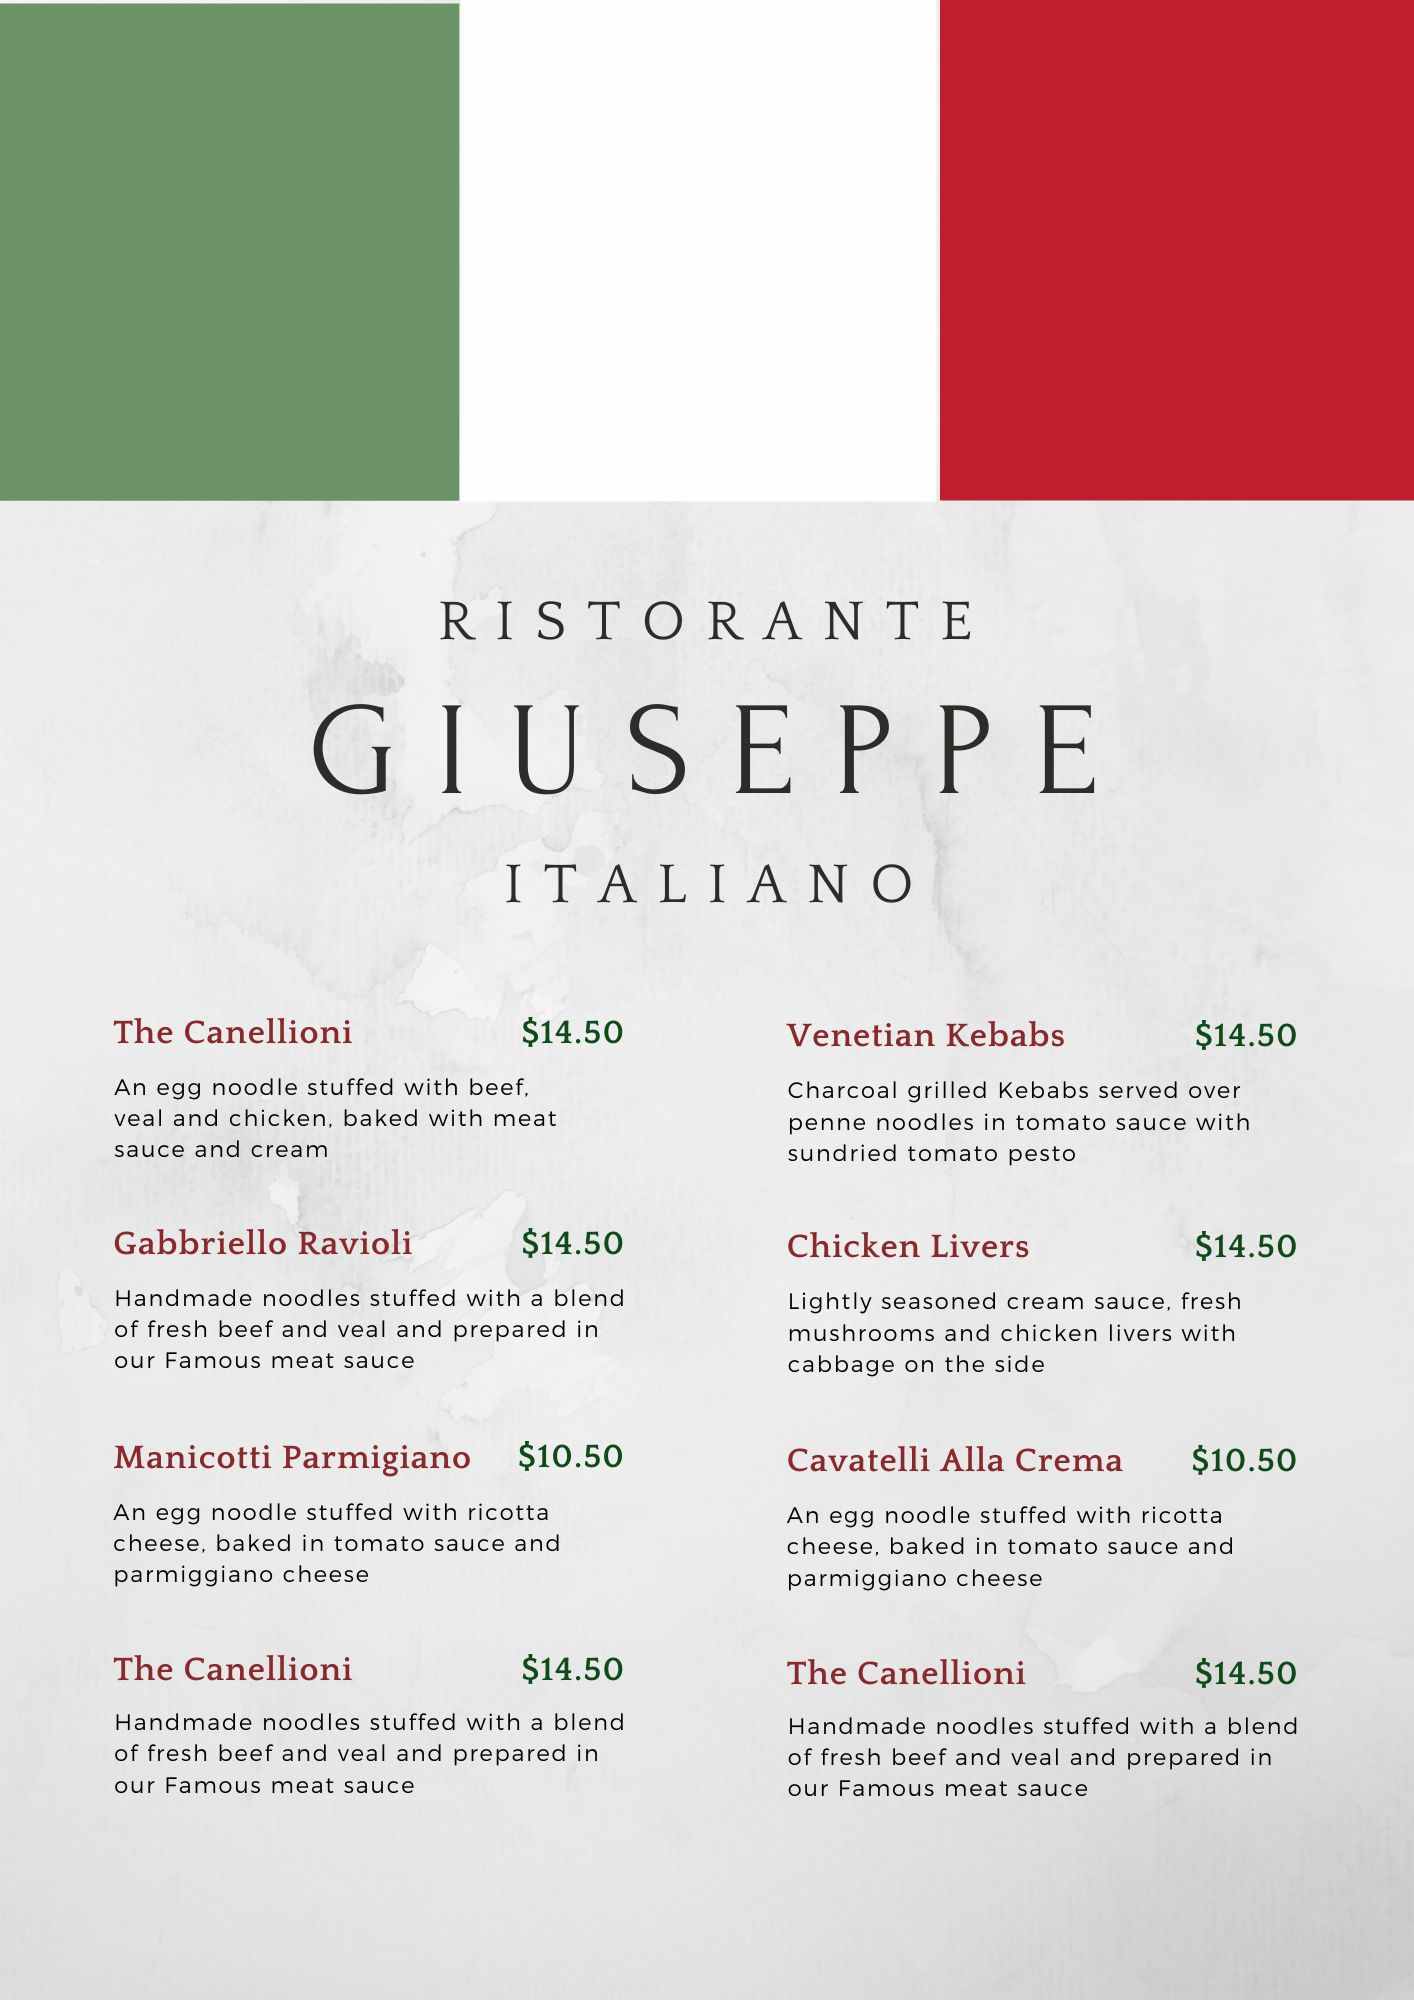 RISTORANTE
GIUSEPPE
ITALIANO
The Canellioni $14.50
An egg noodle stuffed with beef,
veal and chicken, baked with meat
sauce and cream
Gabbriello Ravioli $14.50
Handmade noodles stuffed with a blend
of fresh beef and veal and prepared in
our Famous meat sauce
Manicotti Parmigiano $10.50
An egg noodle stuffed with ricotta
cheese, baked in tomato sauce and
parmiggiano cheese
The Canellioni $14.50
Handmade noodles stuffed with a blend
of fresh beef and veal and prepared in
our Famous meat sauce
Venetian Kebabs $14.50
Charcoal grilled Kebabs served over
penne noodles in tomato sauce with
sundried tomato pesto
Chicken Livers $14.50
Lightly seasoned cream sauce, fresh
mushrooms and chicken livers with
cabbage on the side
Cavatelli Alla Crema $10.50
An egg noodle stuffed with ricotta
cheese, baked in tomato sauce and
parmiggiano cheese
The Canellioni $14.50
Handmade noodles stuffed with a blend
of fresh beef and veal and prepared in
our Famous meat sauce